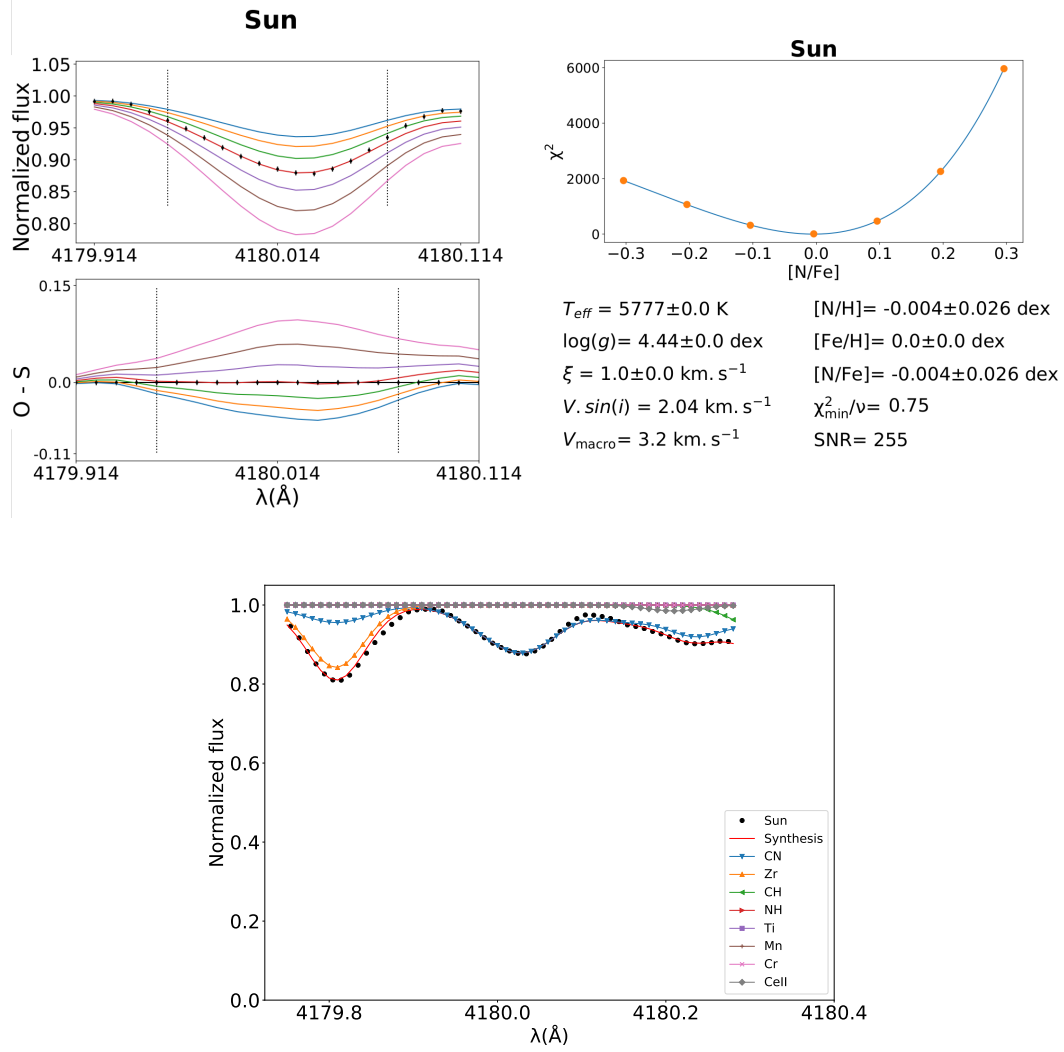 Sun
Normalized flux
1.05
1.00
0.95
0.90
0.85
0.80
4179.914
4180.014
4180.114
O - S
0.15
0.0
-0.11
4179.914
4180.014
4180.114
λ(Å)
Sun
χ²
6000
4000
2000
0
−0.3
−0.2
−0.1
0.0
0.1
0.2
0.3
[N/Fe]
T_eff = 5777±0.0 K
log(g)= 4.44±0.0 dex
ξ = 1.0±0.0 km. s⁻¹
V. sin(i) = 2.04 km. s⁻¹
V_macro= 3.2 km. s⁻¹
[N/H]= -0.004±0.026 dex
[Fe/H]= 0.0±0.0 dex
[N/Fe]= -0.004±0.026 dex
χ²_min/ν= 0.75
SNR= 255
Normalized flux
1.0
0.8
0.6
0.4
0.2
0.0
4179.8
4180.0
4180.2
4180.4
λ(Å)
Sun
Synthesis
CN
Zr
CH
NH
Ti
Mn
Cr
CeII